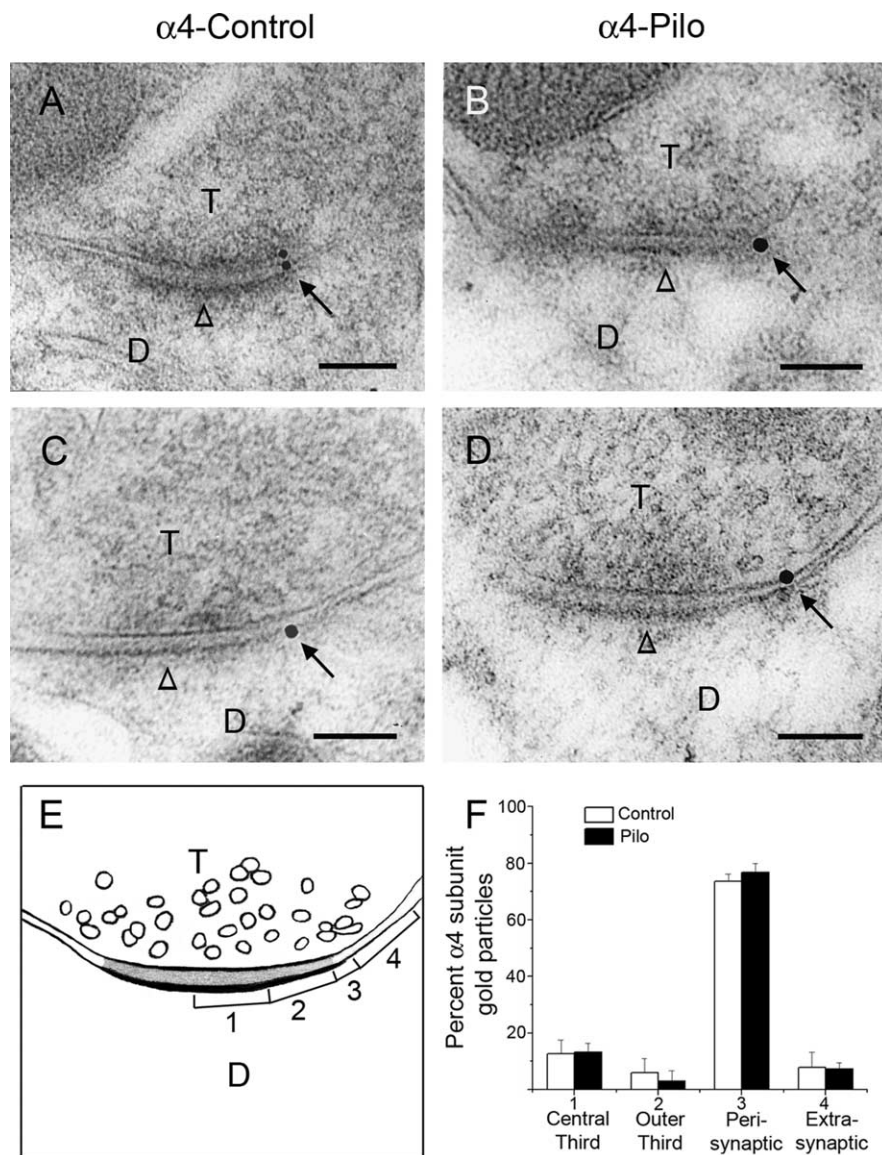 α4-Control
α4-Pilo
A
T
D
B
T
D
C
T
D
D
T
D
E
T
1
2
3
4
D
F
Percent α4 subunit
gold particles
100
80
60
40
20
Control
Pilo
1
2
3
4
Central
Third
Outer
Third
Peri-
synaptic
Extra-
synaptic